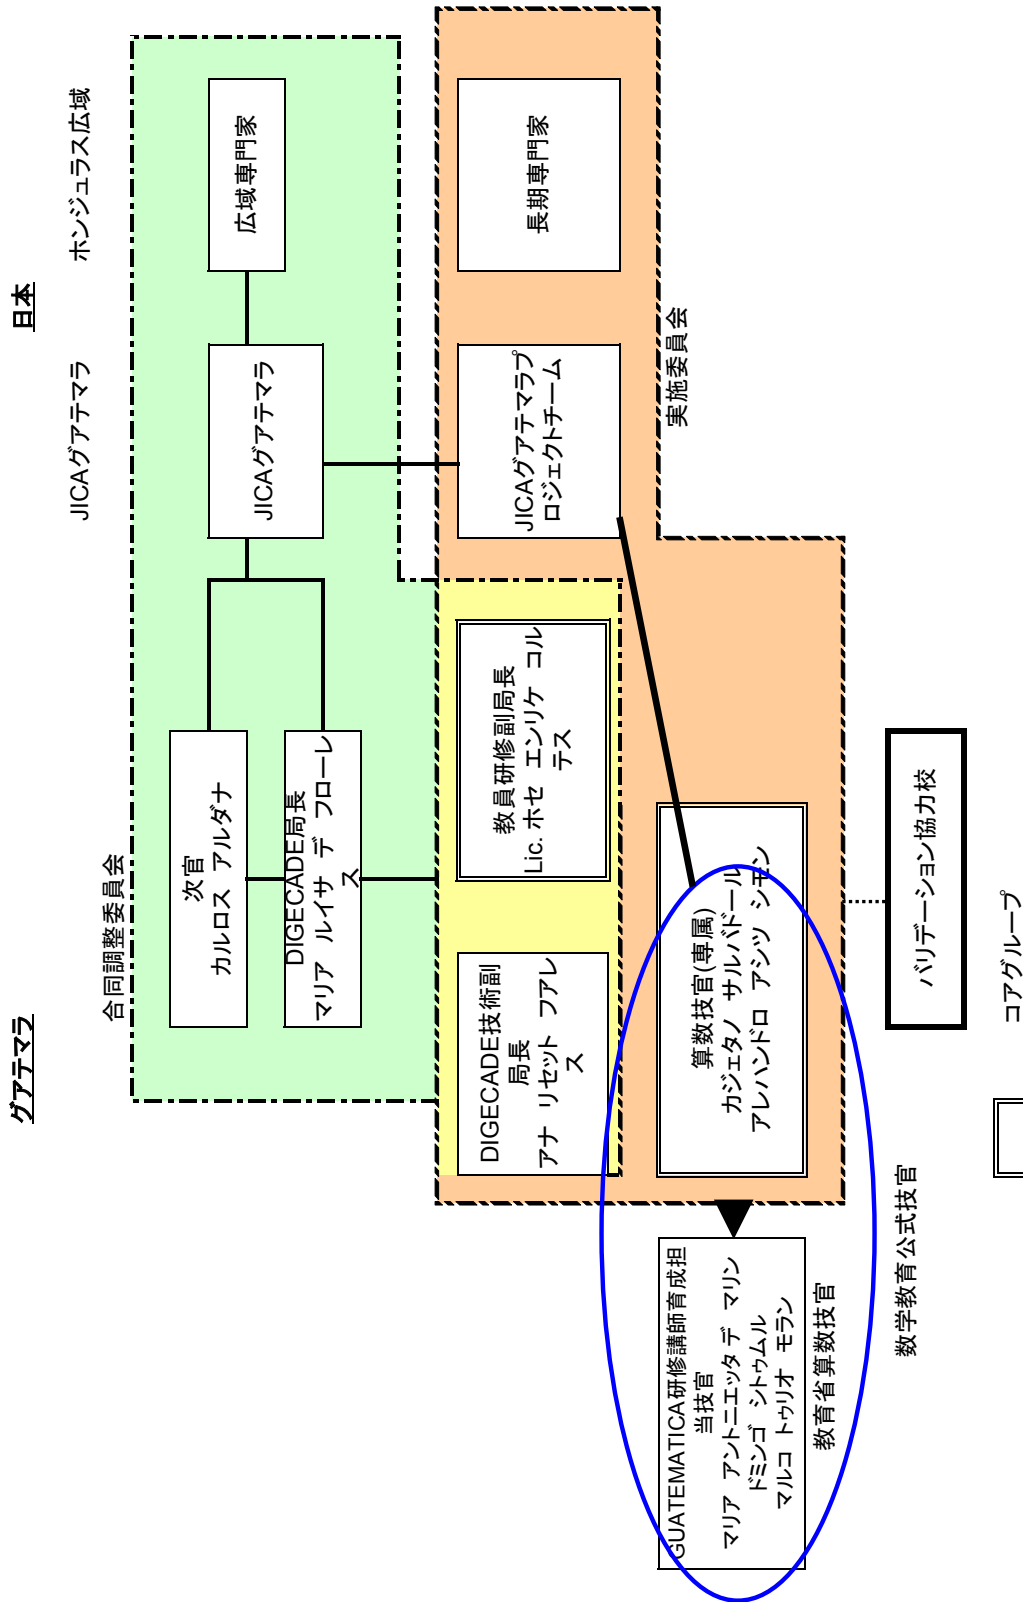 グアテマラ
日本
合同調整委員会
JICAグアテマラ
ホンジュラス広域
次官
カルロス アルダナ
DIGECADE局長
マリア ルイサ デ フローレ
ス
JICAグアテマラ
広域専門家
DIGECADE技術副
局長
アナ リセット フアレ
ス
教員研修副局長
Lic. ホセ エンリケ コル
テス
JICAグアテマラプ
ロジェクトチーム
長期専門家
実施委員会
GUATEMATICA研修講師育成担
当技官
マリア アントニエッタ デ マリン
ドミンゴ シトゥムル
マルコ トゥリオ モラン
教育省算数技官
算数技官(専属)
カジェタノ サルバドール
アレハンドロ アシツ シモン
数学教育公式技官
バリデーション協力校
コアグループ